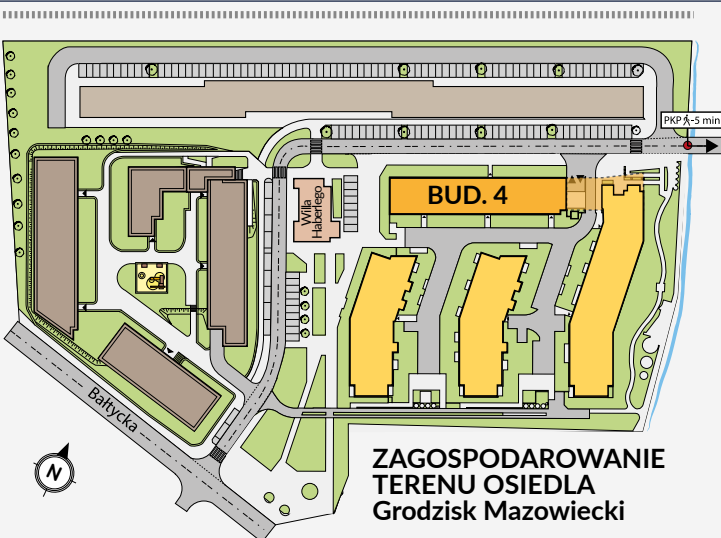 PKP -5 min
BUD. 4
Willa
Haberlego
Bałtycka
N
ZAGOSPODAROWANIE
TERENU OSIEDLA
Grodzisk Mazowiecki